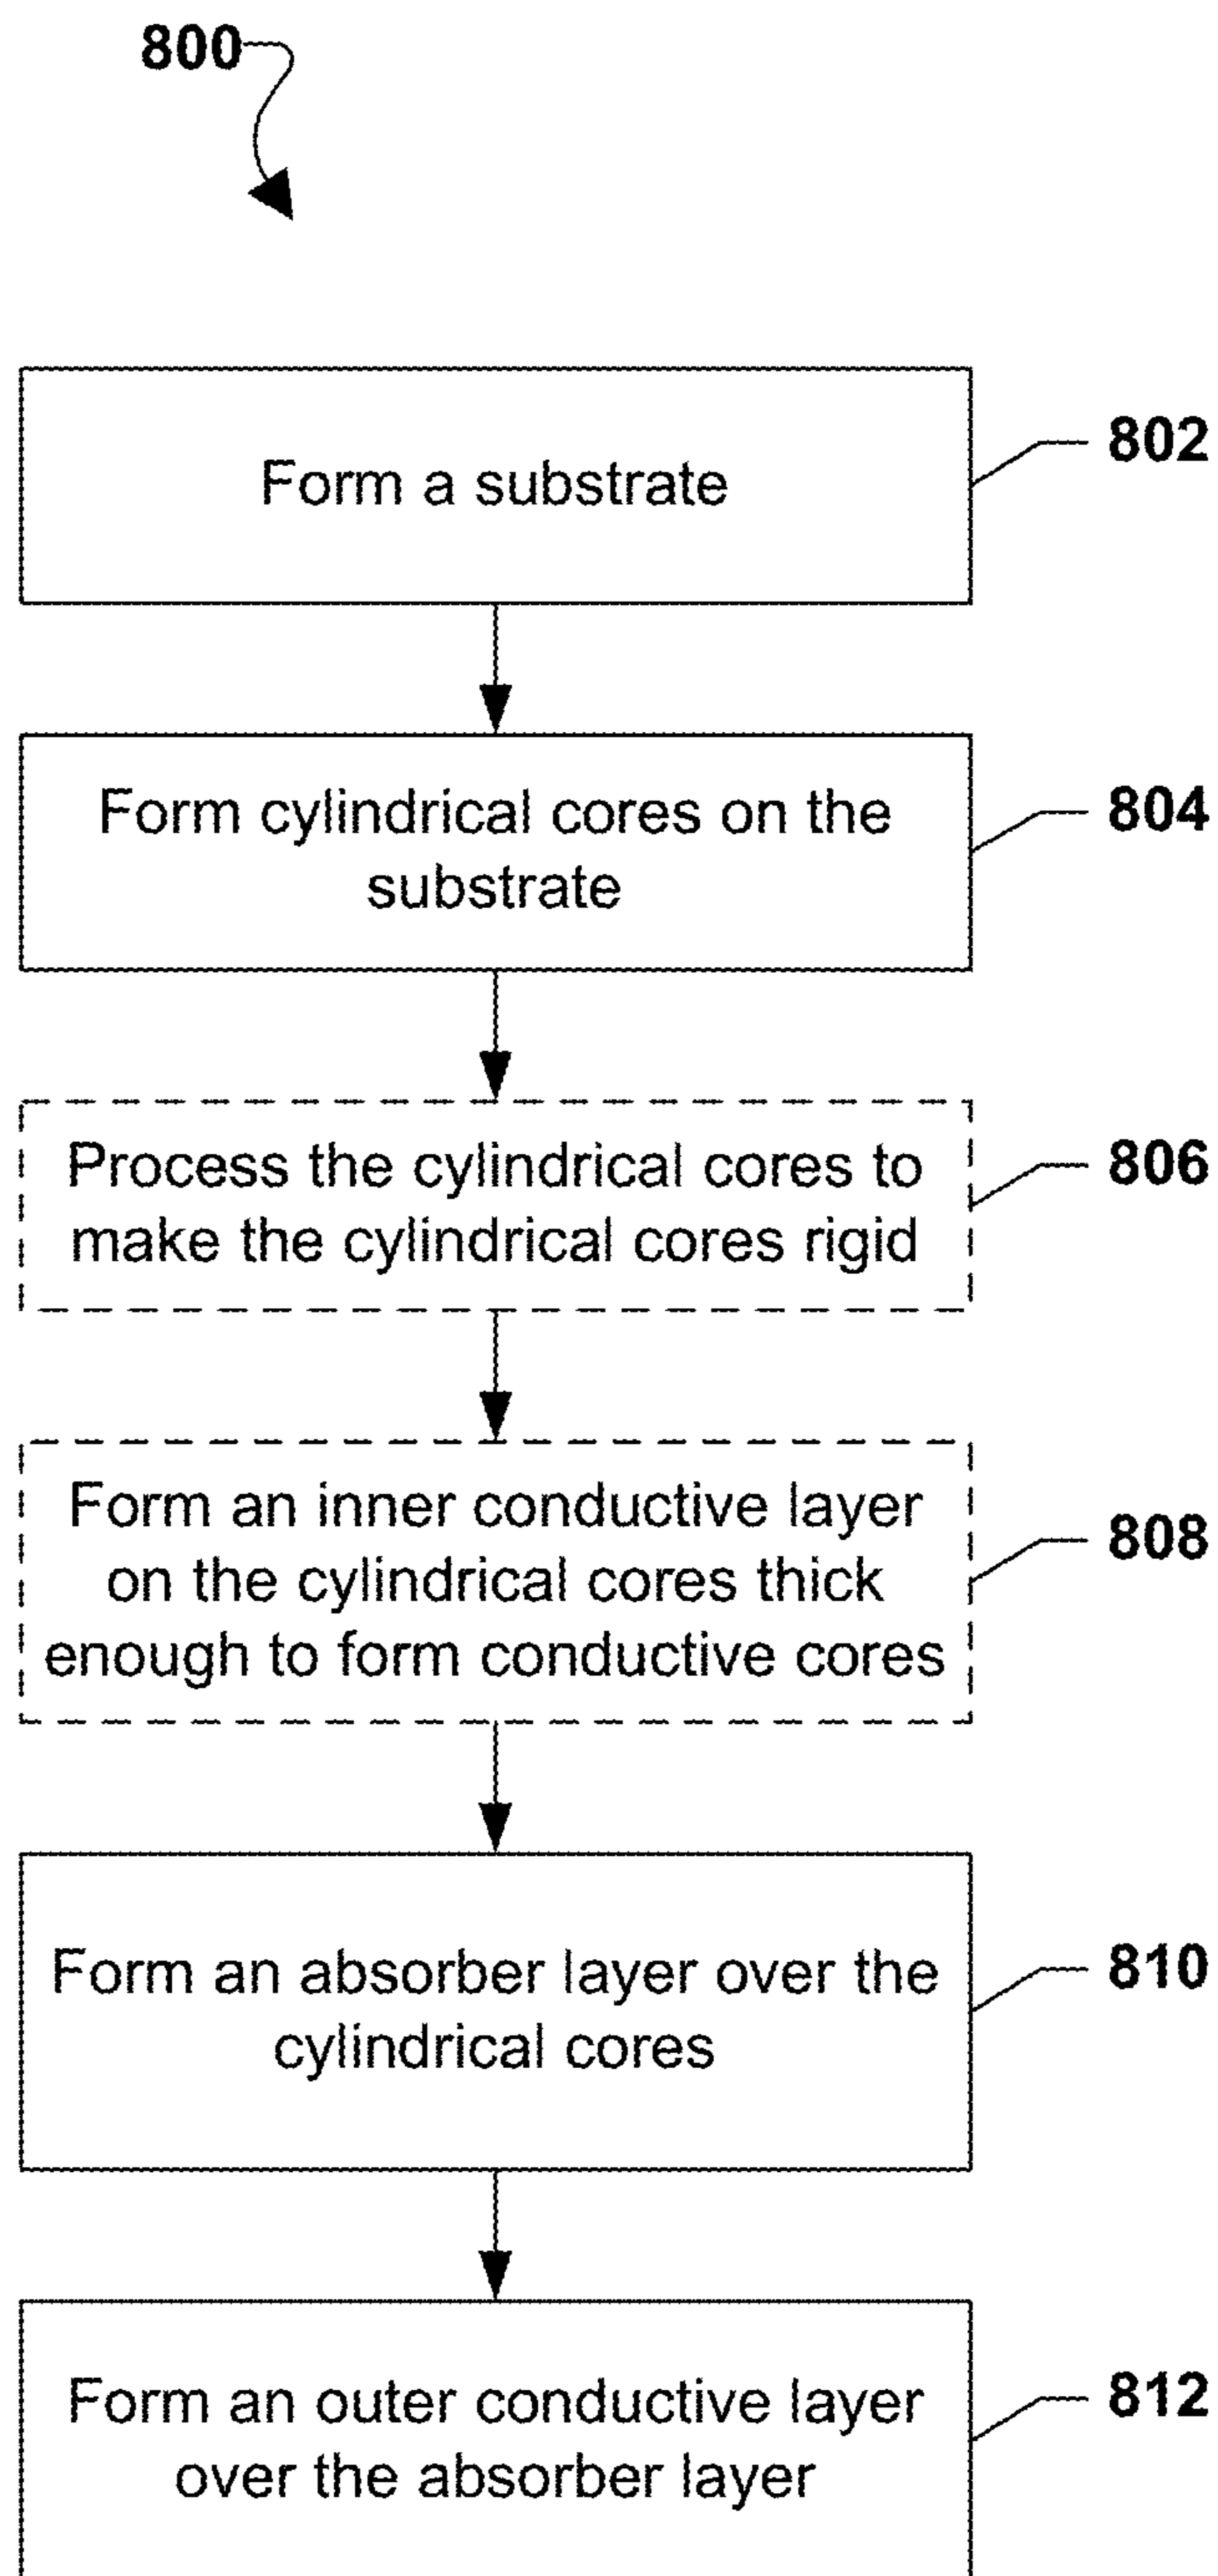 800
Form a substrate
802
Form cylindrical cores on the
substrate
804
Process the cylindrical cores to
make the cylindrical cores rigid
806
Form an inner conductive layer
on the cylindrical cores thick
enough to form conductive cores
808
Form an absorber layer over the
cylindrical cores
810
Form an outer conductive layer
over the absorber layer
812